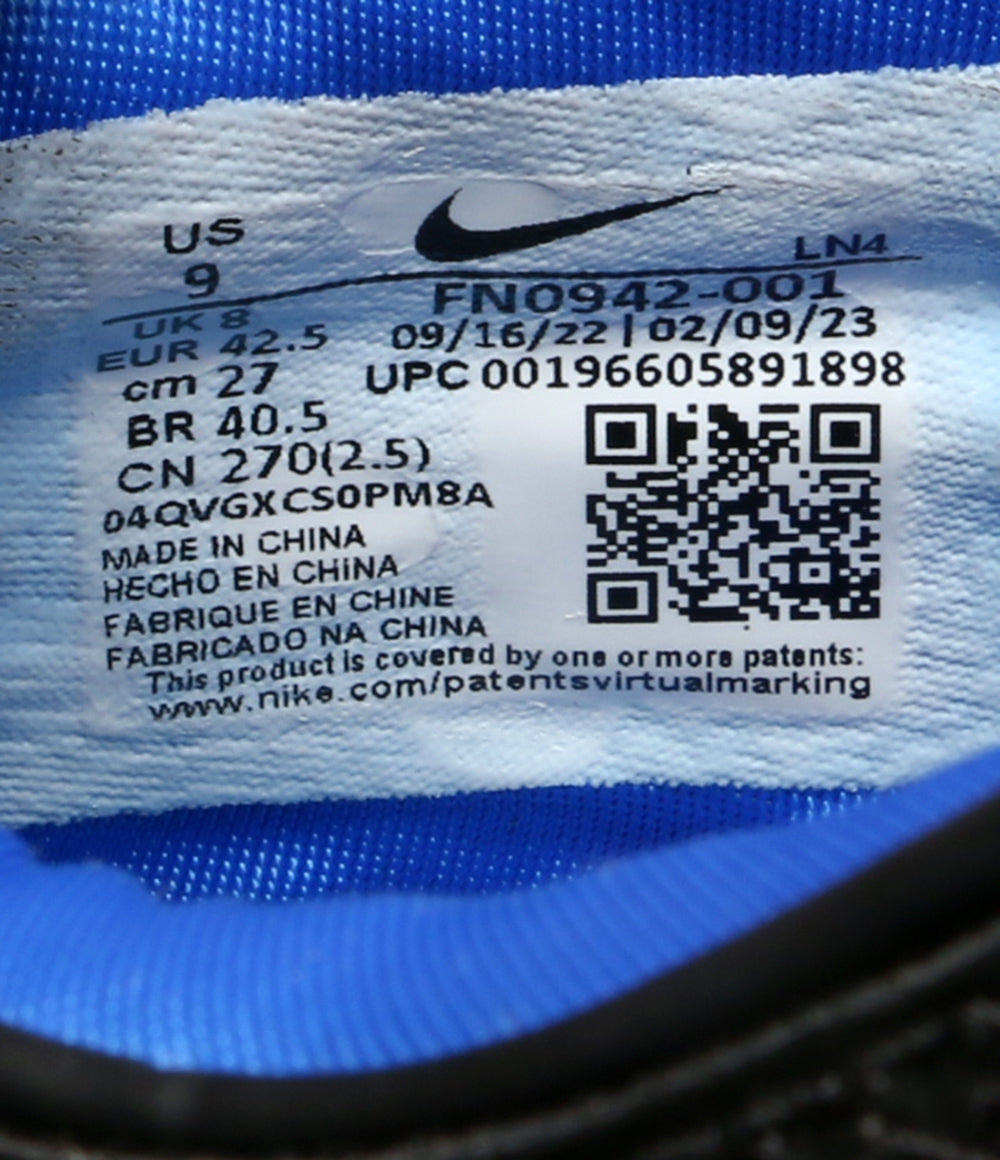 US
9
LN4
UK 8
FN0942-001
EUR 42.5
09/16/22 | 02/09/23
cm 27
UPC 00196605891898
BR 40.5
CN 270(2.5)
04QVGXCS0PM8A
MADE IN CHINA
HECHO EN CHINA
FABRIQUE EN CHINE
FABRICADO NA CHINA
This product is covered by one or more patents:
www.nike.com/patentsvirtualmarking